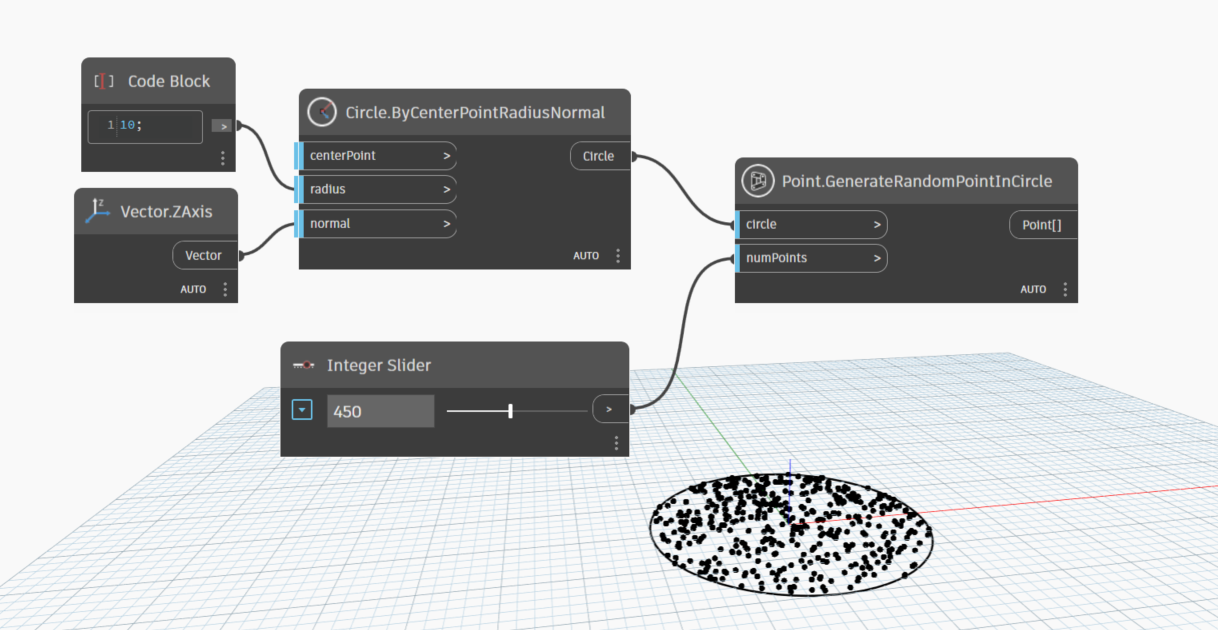 Code Block
1 10;
>
Vector.ZAxis
z
Vector
AUTO
Circle.ByCenterPointRadiusNormal
centerPoint >
Circle
radius >
normal >
AUTO
Integer Slider
450
>
Point.GenerateRandomPointInCircle
circle >
Point[]
numPoints >
AUTO